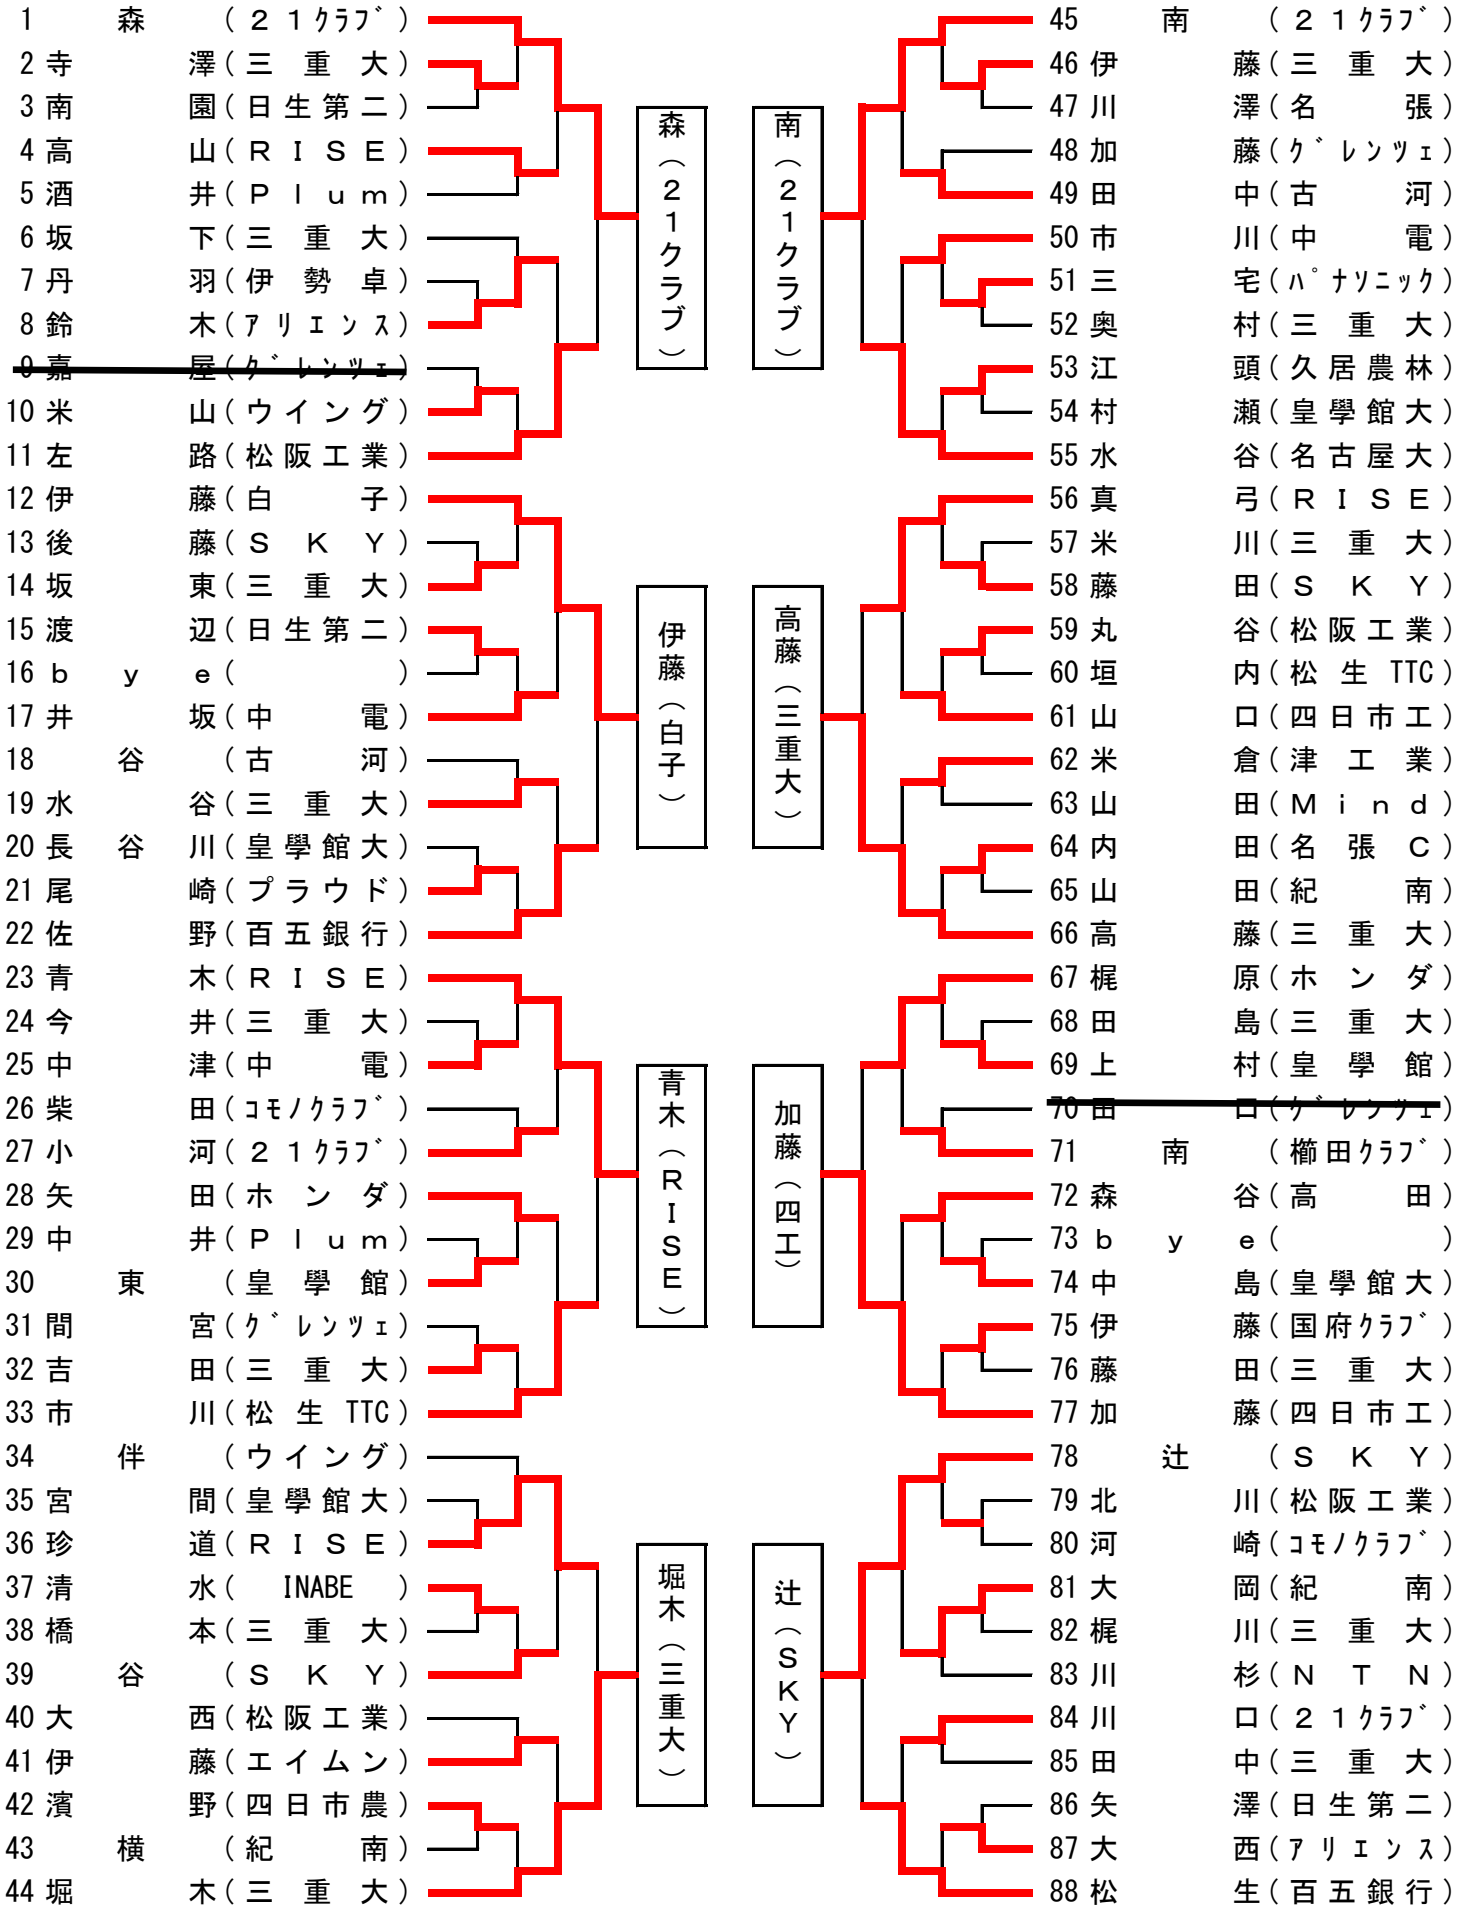 1 森 (21ｸﾗﾌﾞ)
2 寺澤(三重大)
3 南園(日生第二)
4 高山(RISE)
5 酒井(Plum)
6 坂下(三重大)
7 丹羽(伊勢卓)
8 鈴木(ｱﾘｴﾝｽ)
9 嘉屋(ｸﾞﾚﾝﾂｪ)
10 米山(ウイング)
11 左路(松阪工業)
12 伊藤(白子)
13 後藤(SKY)
14 坂東(三重大)
15 渡辺(日生第二)
16 bye( )
17 井坂(中電)
18 谷 (古河)
19 水谷(三重大)
20 長谷川(皇學館大)
21 尾崎(プラウド)
22 佐野(百五銀行)
23 青木(RISE)
24 今井(三重大)
25 中津(中電)
26 柴田(ｺﾓﾉｸﾗﾌﾞ)
27 小河(21ｸﾗﾌﾞ)
28 矢田(ホンダ)
29 中井(Plum)
30 東 (皇學館)
31 間宮(ｸﾞﾚﾝﾂｪ)
32 吉田(三重大)
33 市川(松生TTC)
34 伴 (ウイング)
35 宮間(皇學館大)
36 珍道(RISE)
37 清水( INABE )
38 橋本(三重大)
39 谷 (SKY)
40 大西(松阪工業)
41 伊藤(エイムン)
42 濱野(四日市農)
43 横 (紀南)
44 堀木(三重大)
森(21クラブ)
伊藤(白子)
青木(RISE)
堀木(三重大)
南(21クラブ)
高藤(三重大)
加藤(四工)
辻(SKY)
45 南 (21ｸﾗﾌﾞ)
46 伊藤(三重大)
47 川澤(名張)
48 加藤(ｸﾞﾚﾝﾂｪ)
49 田中(古河)
50 市川(中電)
51 三宅(ﾊﾟﾅｿﾆｯｸ)
52 奥村(三重大)
53 江頭(久居農林)
54 村瀬(皇學館大)
55 水谷(名古屋大)
56 真弓(RISE)
57 米川(三重大)
58 藤田(SKY)
59 丸谷(松阪工業)
60 垣内(松生TTC)
61 山口(四日市工)
62 米倉(津工業)
63 山田(Mind)
64 内田(名張C)
65 山田(紀南)
66 高藤(三重大)
67 梶原(ホンダ)
68 田島(三重大)
69 上村(皇學館)
70 田口(ｸﾞﾚﾝﾂｪ)
71 南 (櫛田ｸﾗﾌﾞ)
72 森谷(高田)
73 bye( )
74 中島(皇學館大)
75 伊藤(国府ｸﾗﾌﾞ)
76 藤田(三重大)
77 加藤(四日市工)
78 辻 (SKY)
79 北川(松阪工業)
80 河崎(ｺﾓﾉｸﾗﾌﾞ)
81 大岡(紀南)
82 梶川(三重大)
83 川杉(NTN)
84 川口(21ｸﾗﾌﾞ)
85 田中(三重大)
86 矢澤(日生第二)
87 大西(ｱﾘｴﾝｽ)
88 松生(百五銀行)